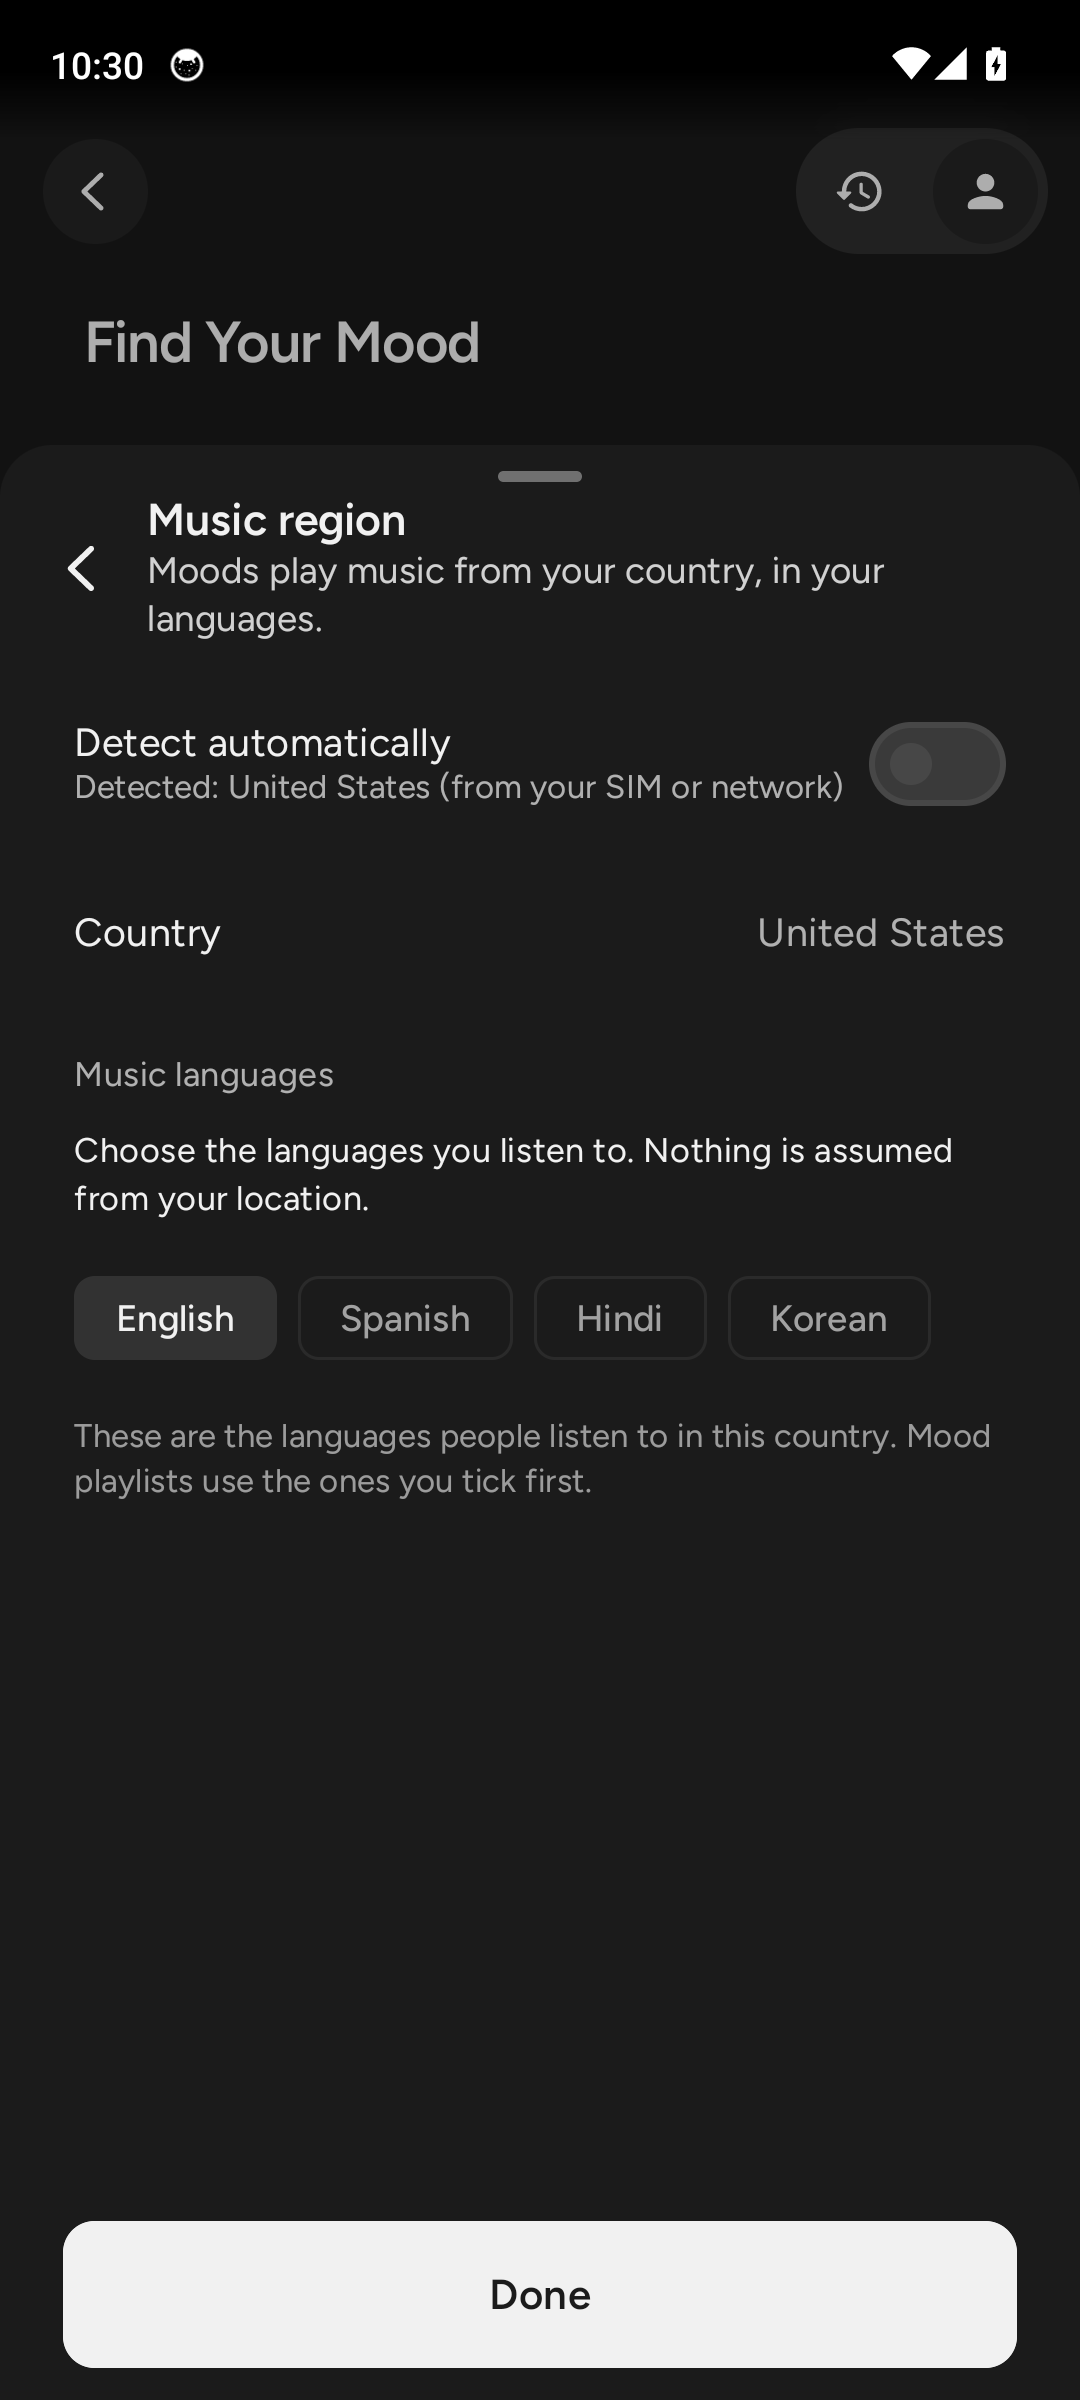 10:30
Find Your Mood
Music region
Moods play music from your country, in your
languages.
Detect automatically
Detected: United States (from your SIM or network)
Country
United States
Music languages
Choose the languages you listen to. Nothing is assumed
from your location.
English
Spanish
Hindi
Korean
These are the languages people listen to in this country. Mood
playlists use the ones you tick first.
Done